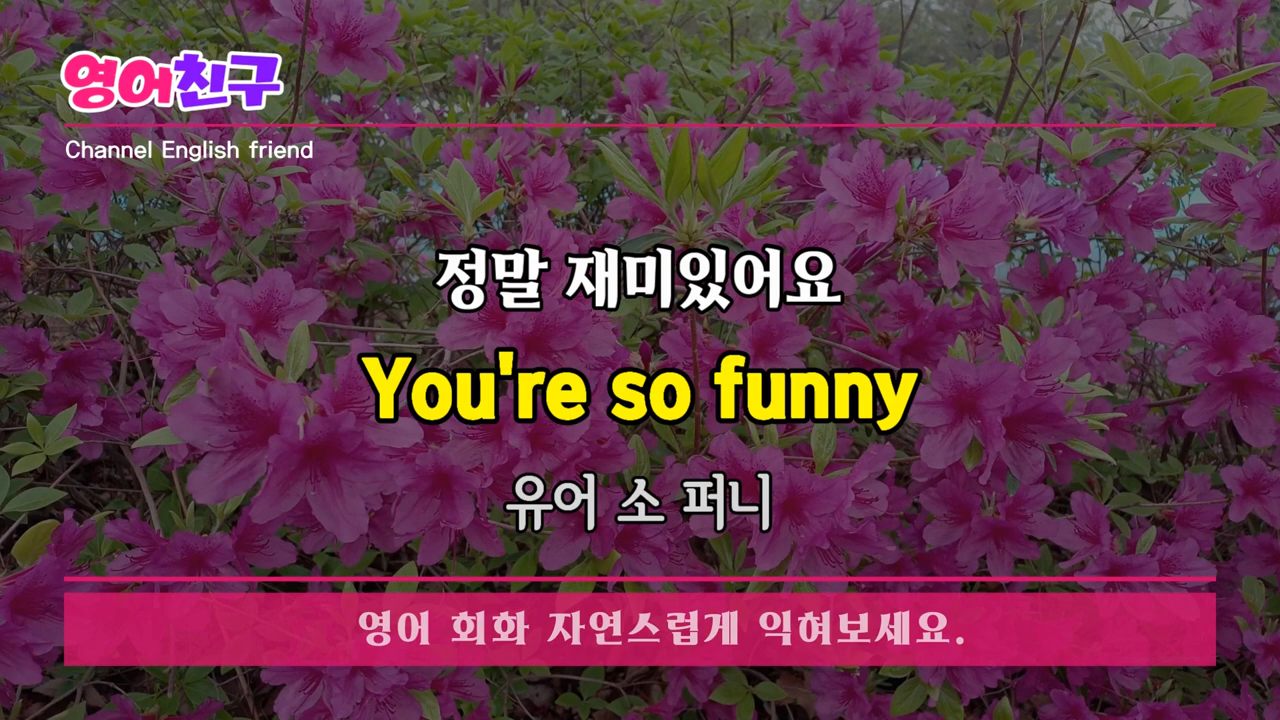 영어친구
Channel English friend
정말 재미있어요
You're so funny
유어 소 퍼니
영어 회화 자연스럽게 익혀보세요.